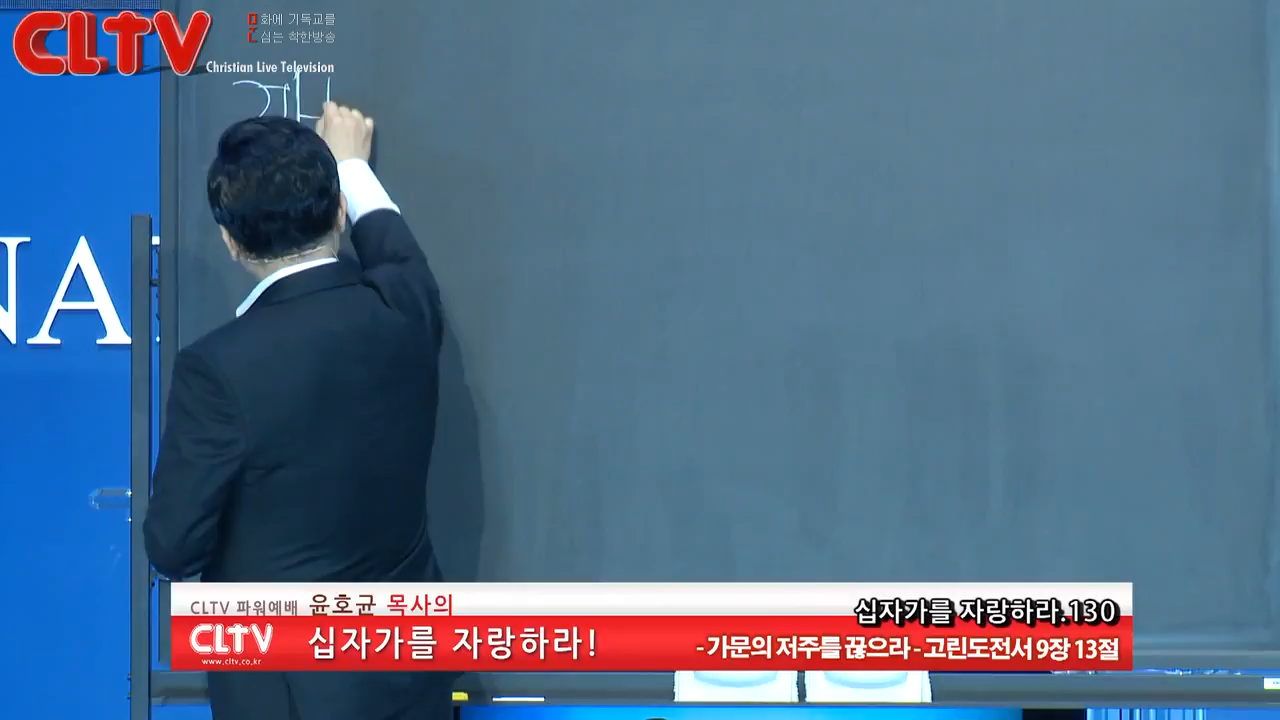 CLTV
문화에 기독교를
심는 착한방송
Christian Live Television
NA
CLTV 파워예배 윤호균 목사의
십자가를 자랑하라.130
CLTV
www.cltv.co.kr
십자가를 자랑하라!
-가문의 저주를 끊으라- 고린도전서 9장 13절